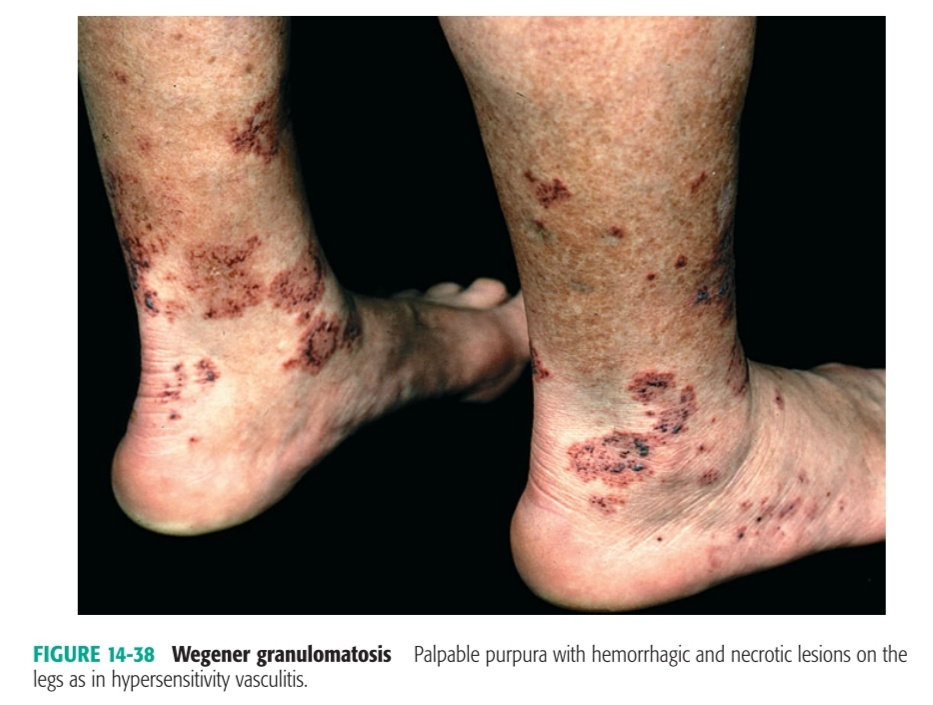 FIGURE 14-38 Wegener granulomatosis Palpable purpura with hemorrhagic and necrotic lesions on the
legs as in hypersensitivity vasculitis.